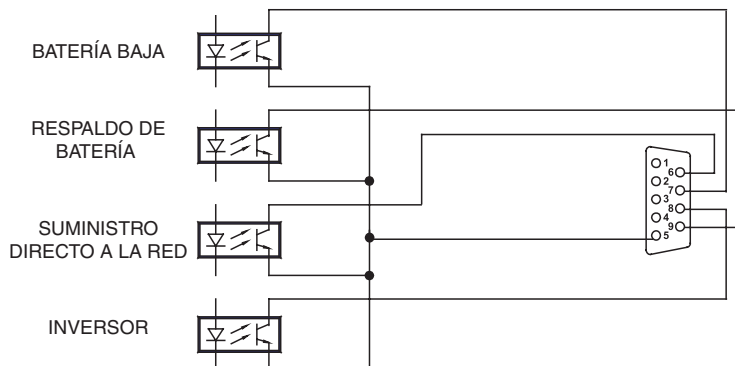 BATERÍA BAJA
RESPALDO DE
BATERÍA
SUMINISTRO
DIRECTO A LA RED
INVERSOR
1
6
2
7
3
8
4
9
5